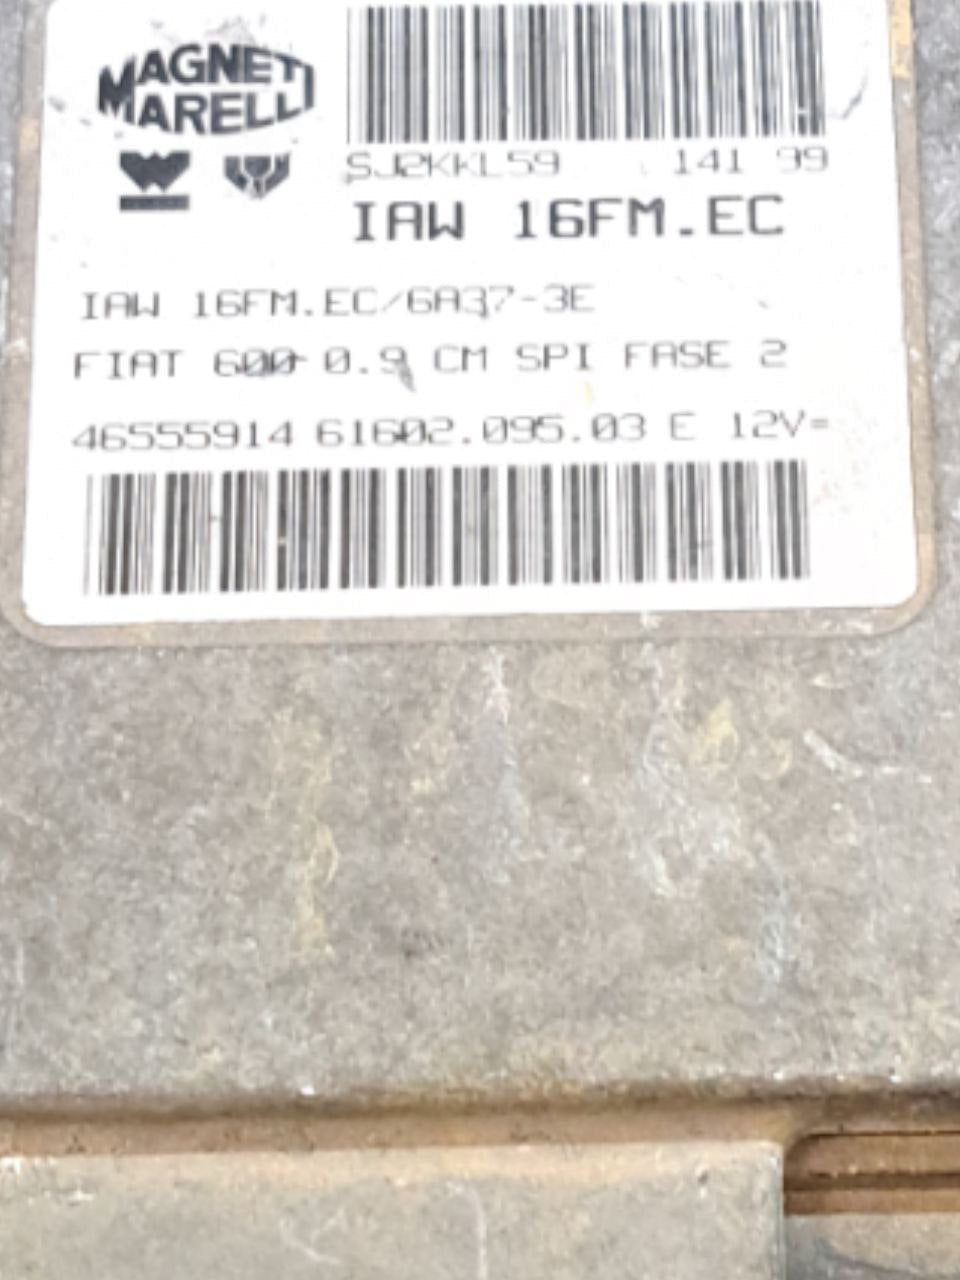 MAGNETI
MARELLI
SJ2KKL59 141 99
IAW 16FM.EC
IAW 16FM.EC/6A37-3E
FIAT 600 0.9 CM SPI FASE 2
46555914 61602.095.03 E 12V=